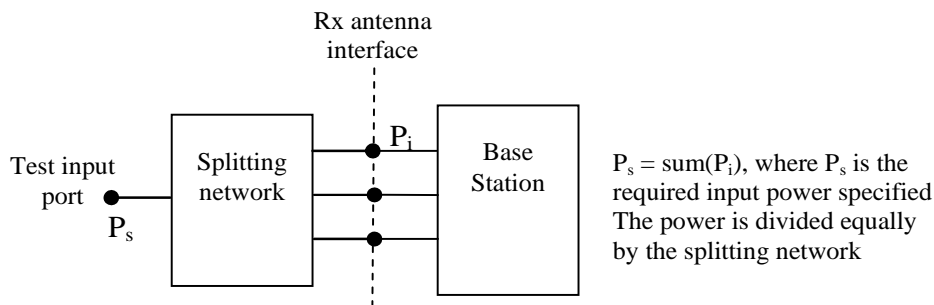 Rx antenna
interface
Test input
port
Pₛ
Splitting
network
Pᵢ
Base
Station
Pₛ = sum(Pᵢ), where Pₛ is the
required input power specified
The power is divided equally
by the splitting network